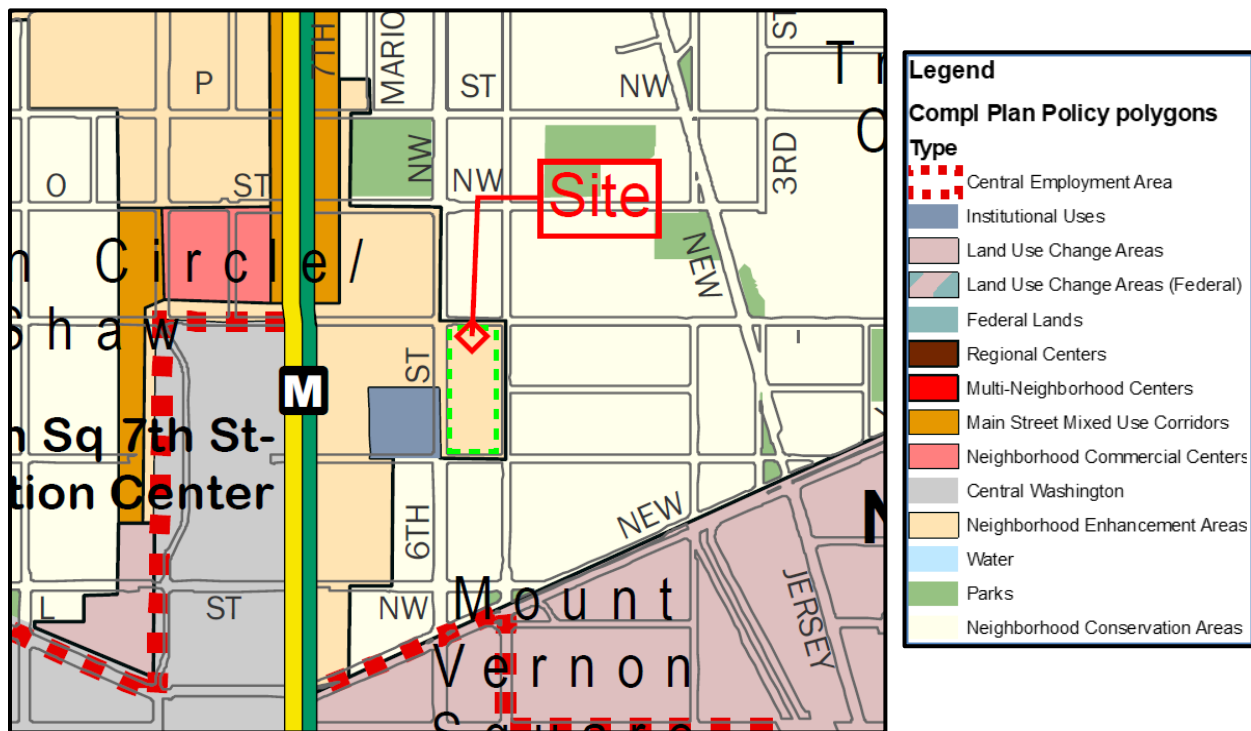 7TH
MARIO
ST
P
ST
NW
Tr
NW
NW
3RD
O
ST
Site
n Circle/
NEW
Shaw
ST
M
n Sq 7th St-
tion Center
6TH
NEW
N
L
ST
NW
Mount
JERSEY
Vernon
Square
Legend
Compl Plan Policy polygons
Type
Central Employment Area
Institutional Uses
Land Use Change Areas
Land Use Change Areas (Federal)
Federal Lands
Regional Centers
Multi-Neighborhood Centers
Main Street Mixed Use Corridors
Neighborhood Commercial Centers
Central Washington
Neighborhood Enhancement Areas
Water
Parks
Neighborhood Conservation Areas